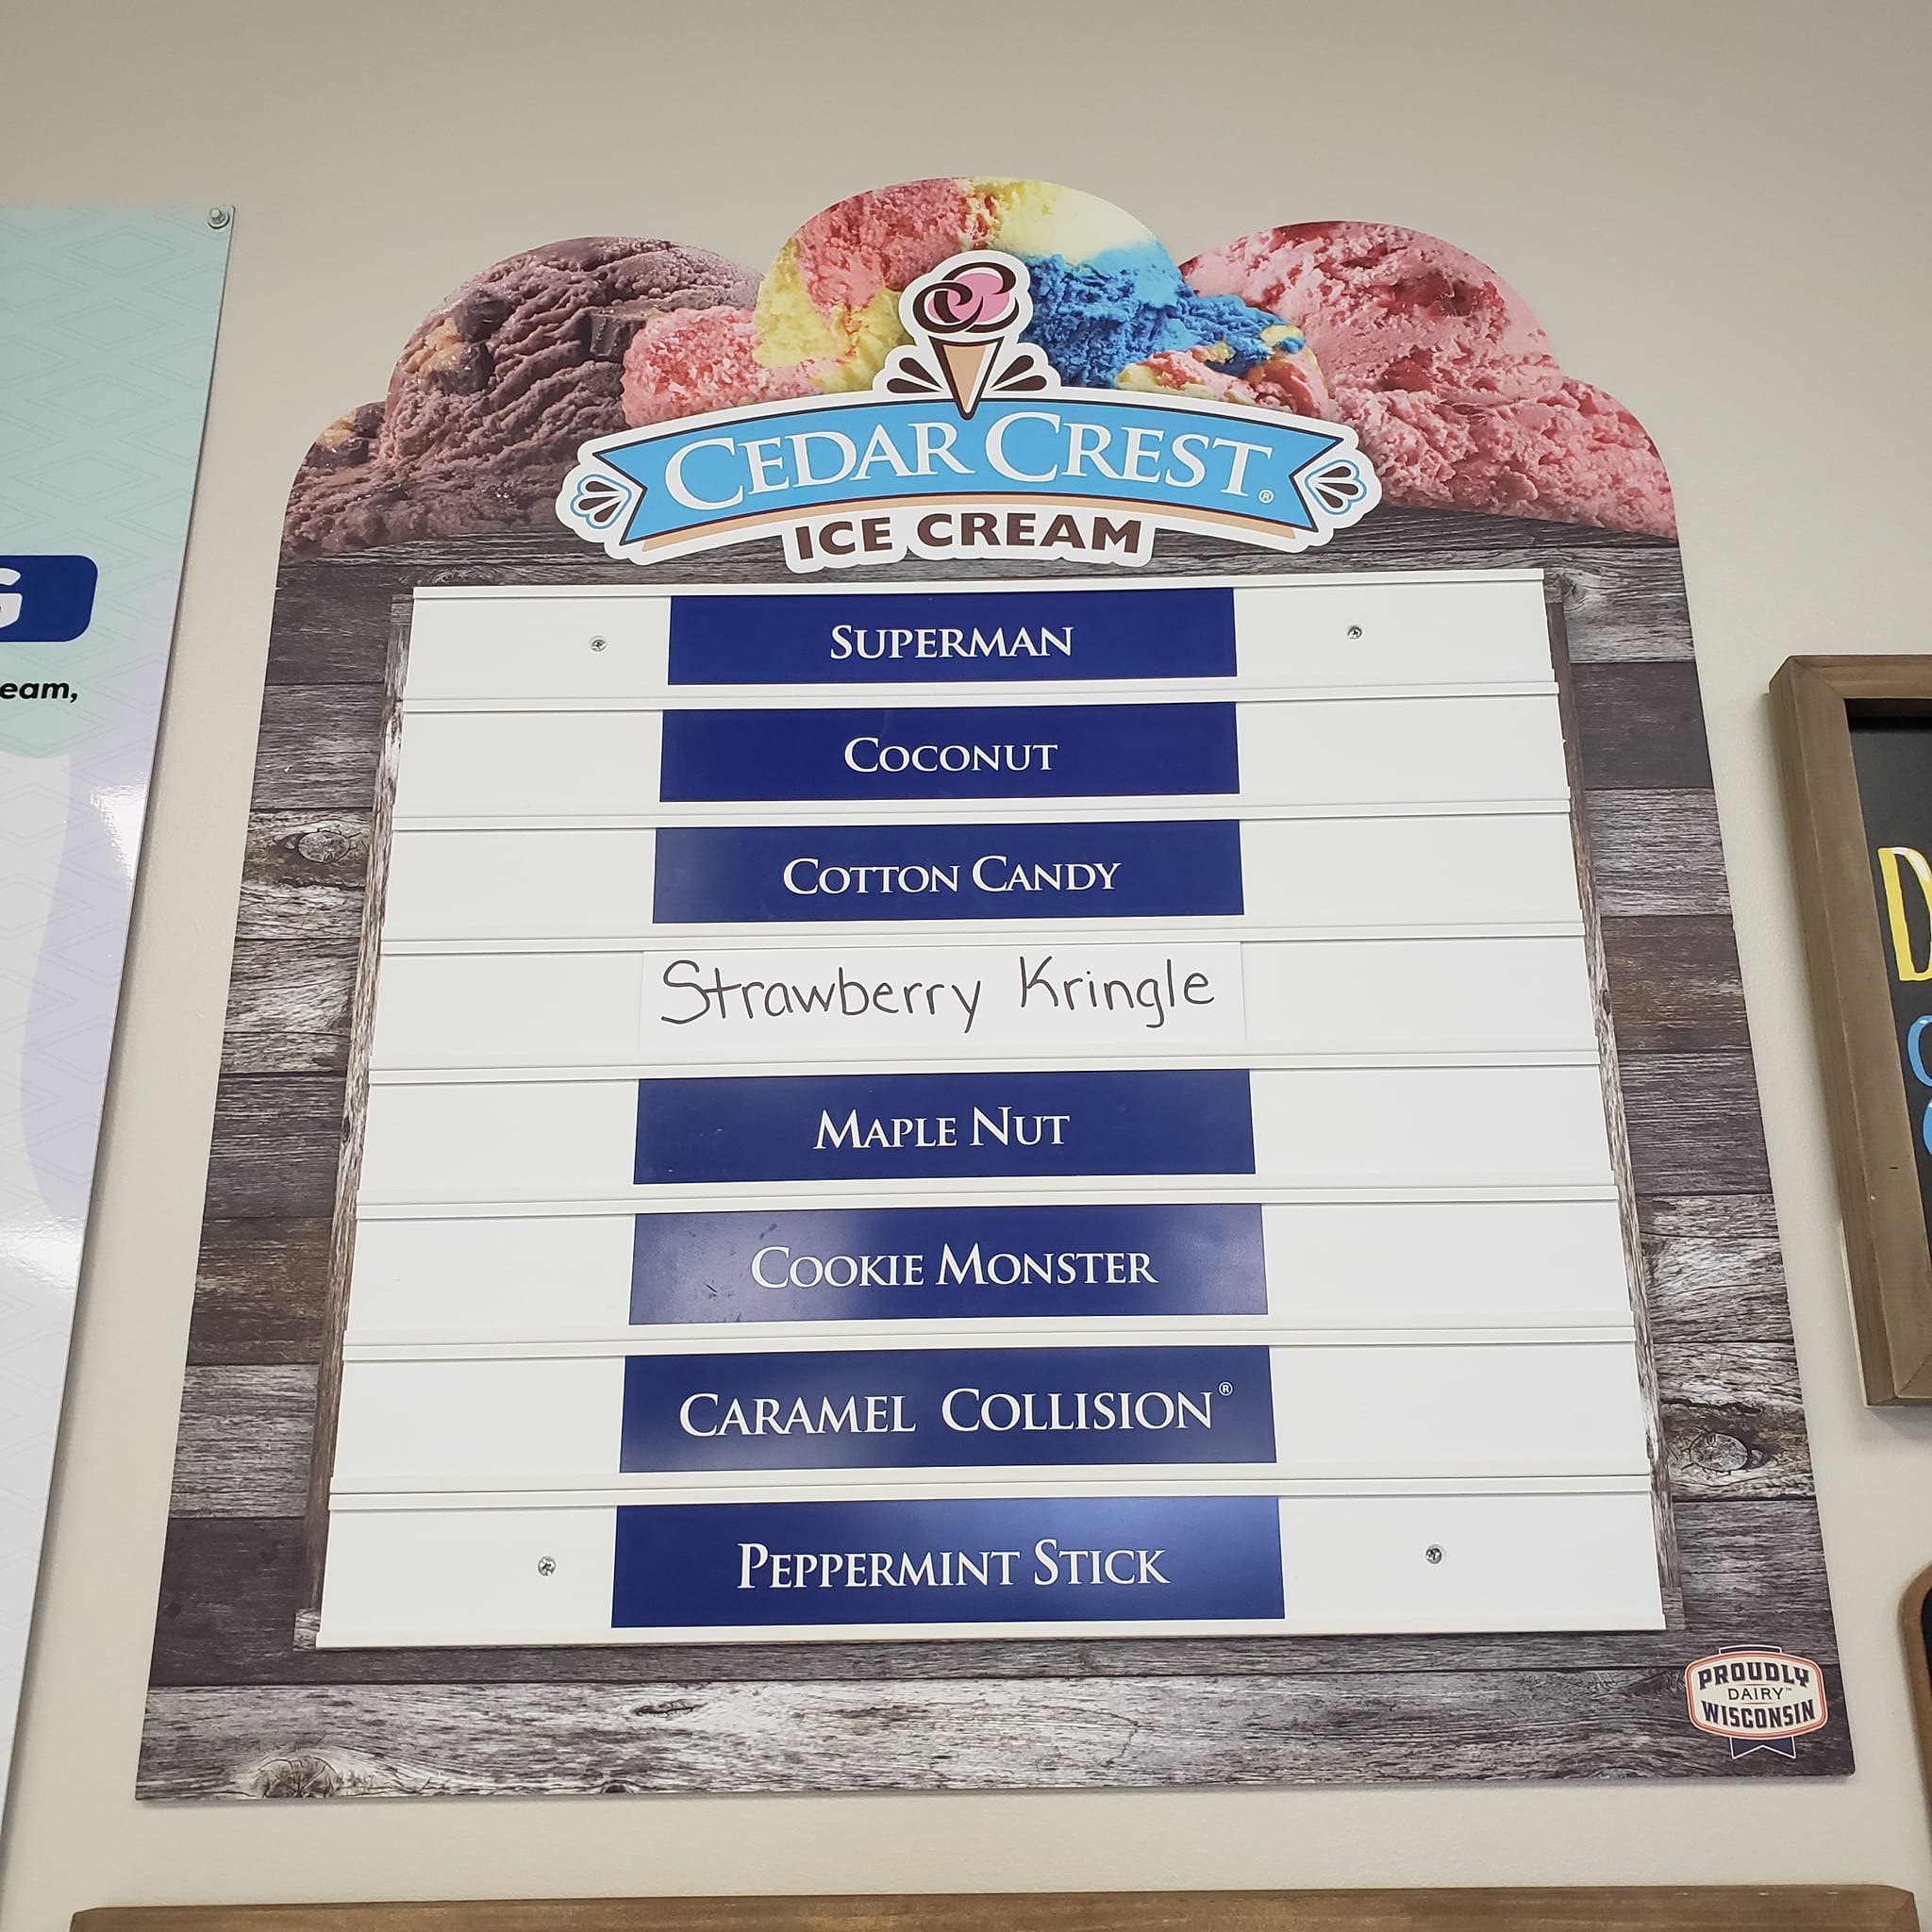 CEDAR CREST®
ICE CREAM
SUPERMAN
COCONUT
COTTON CANDY
Strawberry Kringle
MAPLE NUT
COOKIE MONSTER
CARAMEL COLLISION®
PEPPERMINT STICK
PROUDLY
DAIRY™
WISCONSIN
G
eam,
D